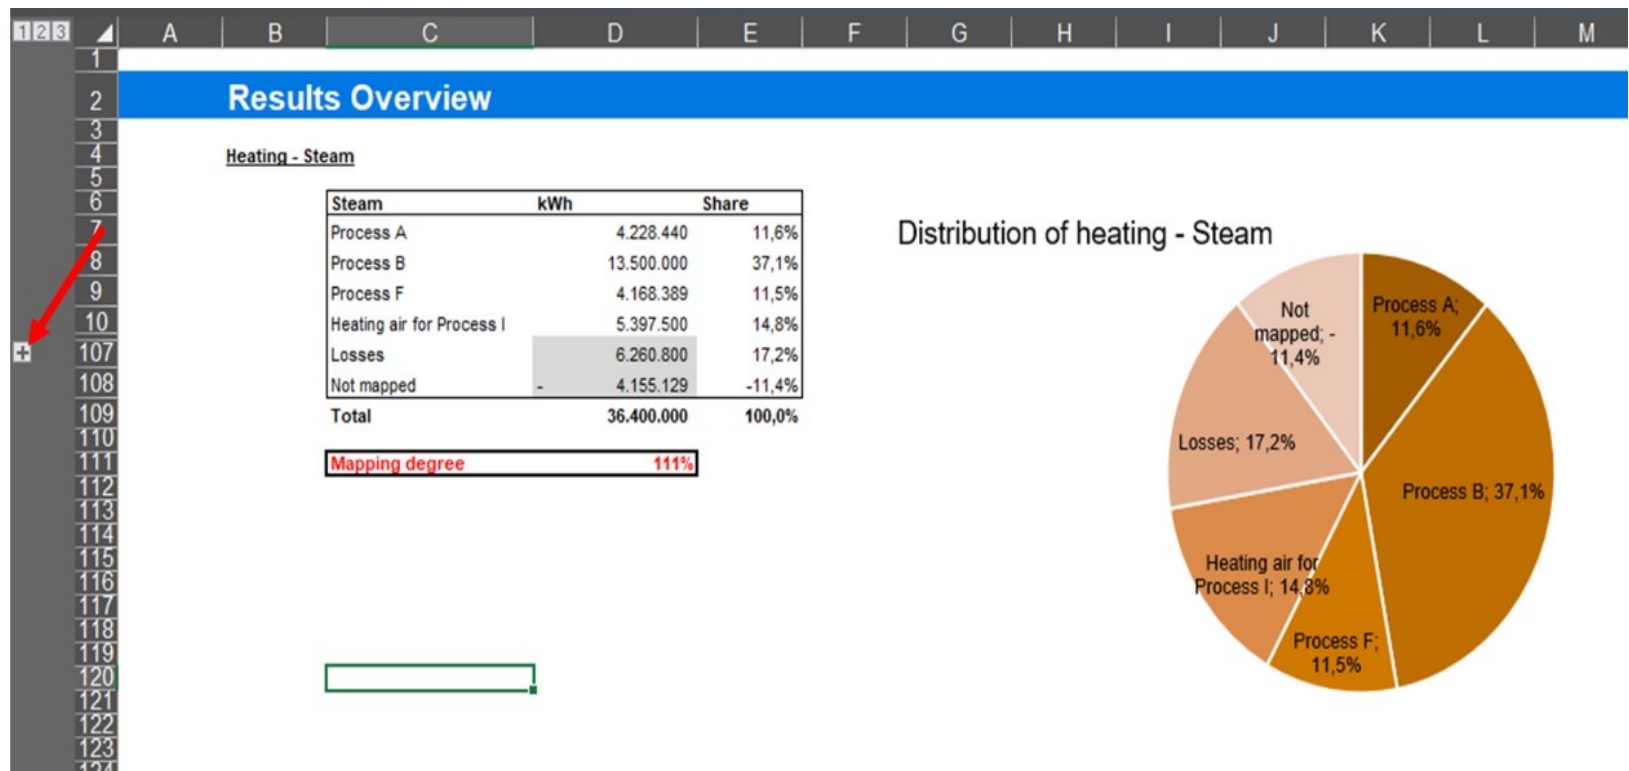 1 2 3 A B C D E F G H I J K L M
1
2 Results Overview
3
4 Heating - Steam
5
6 Steam kWh Share
7 Process A 4.228.440 11,6%
8 Process B 13.500.000 37,1%
9 Process F 4.168.389 11,5%
10 Heating air for Process I 5.397.500 14,8%
107 Losses 6.260.800 17,2%
108 Not mapped - 4.155.129 -11,4%
109 Total 36.400.000 100,0%
110
111 Mapping degree 111%
112
113
114
115
116
117
118
119
120
121
122
123
124
Distribution of heating - Steam
Not
mapped; -
11,4%
Process A;
11,6%
Losses; 17,2%
Process B; 37,1%
Heating air for
Process I; 14,8%
Process F;
11,5%